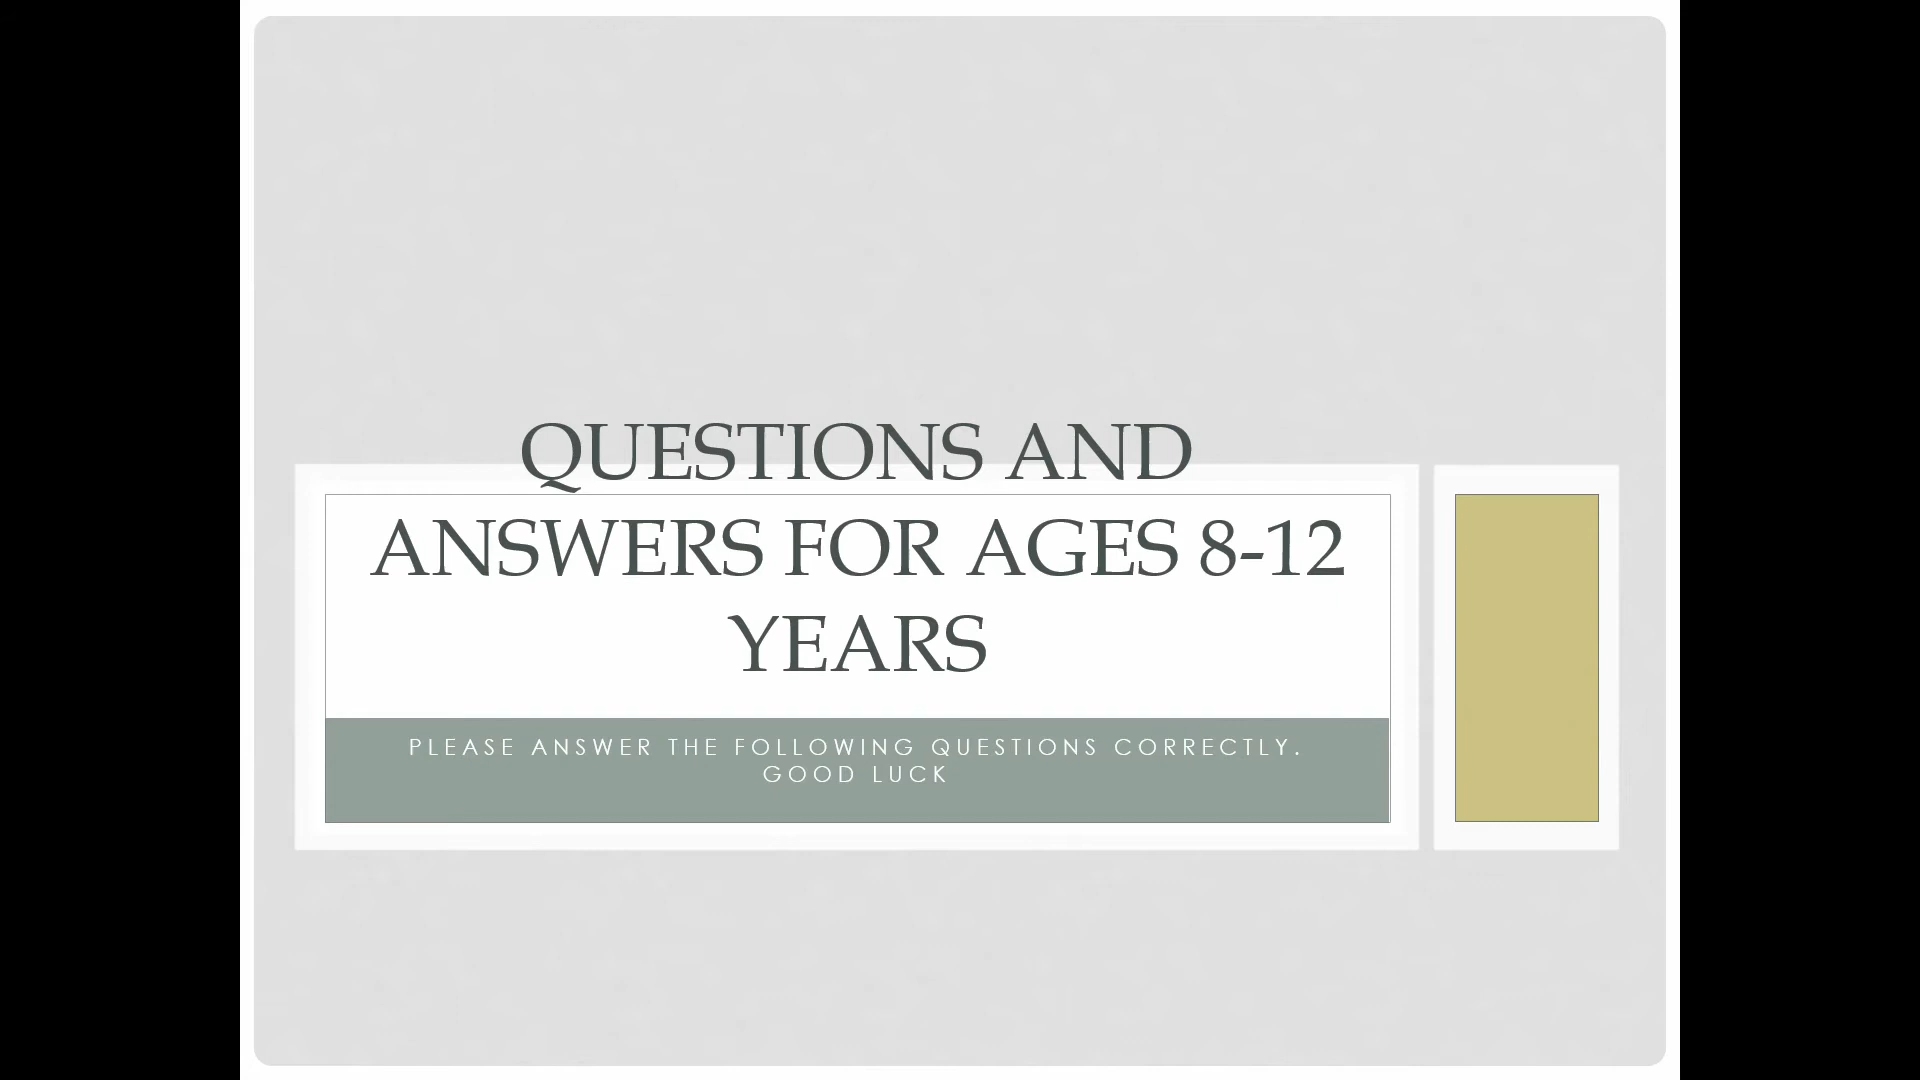 QUESTIONS AND
ANSWERS FOR AGES 8-12
YEARS
PLEASE ANSWER THE FOLLOWING QUESTIONS CORRECTLY.
GOOD LUCK